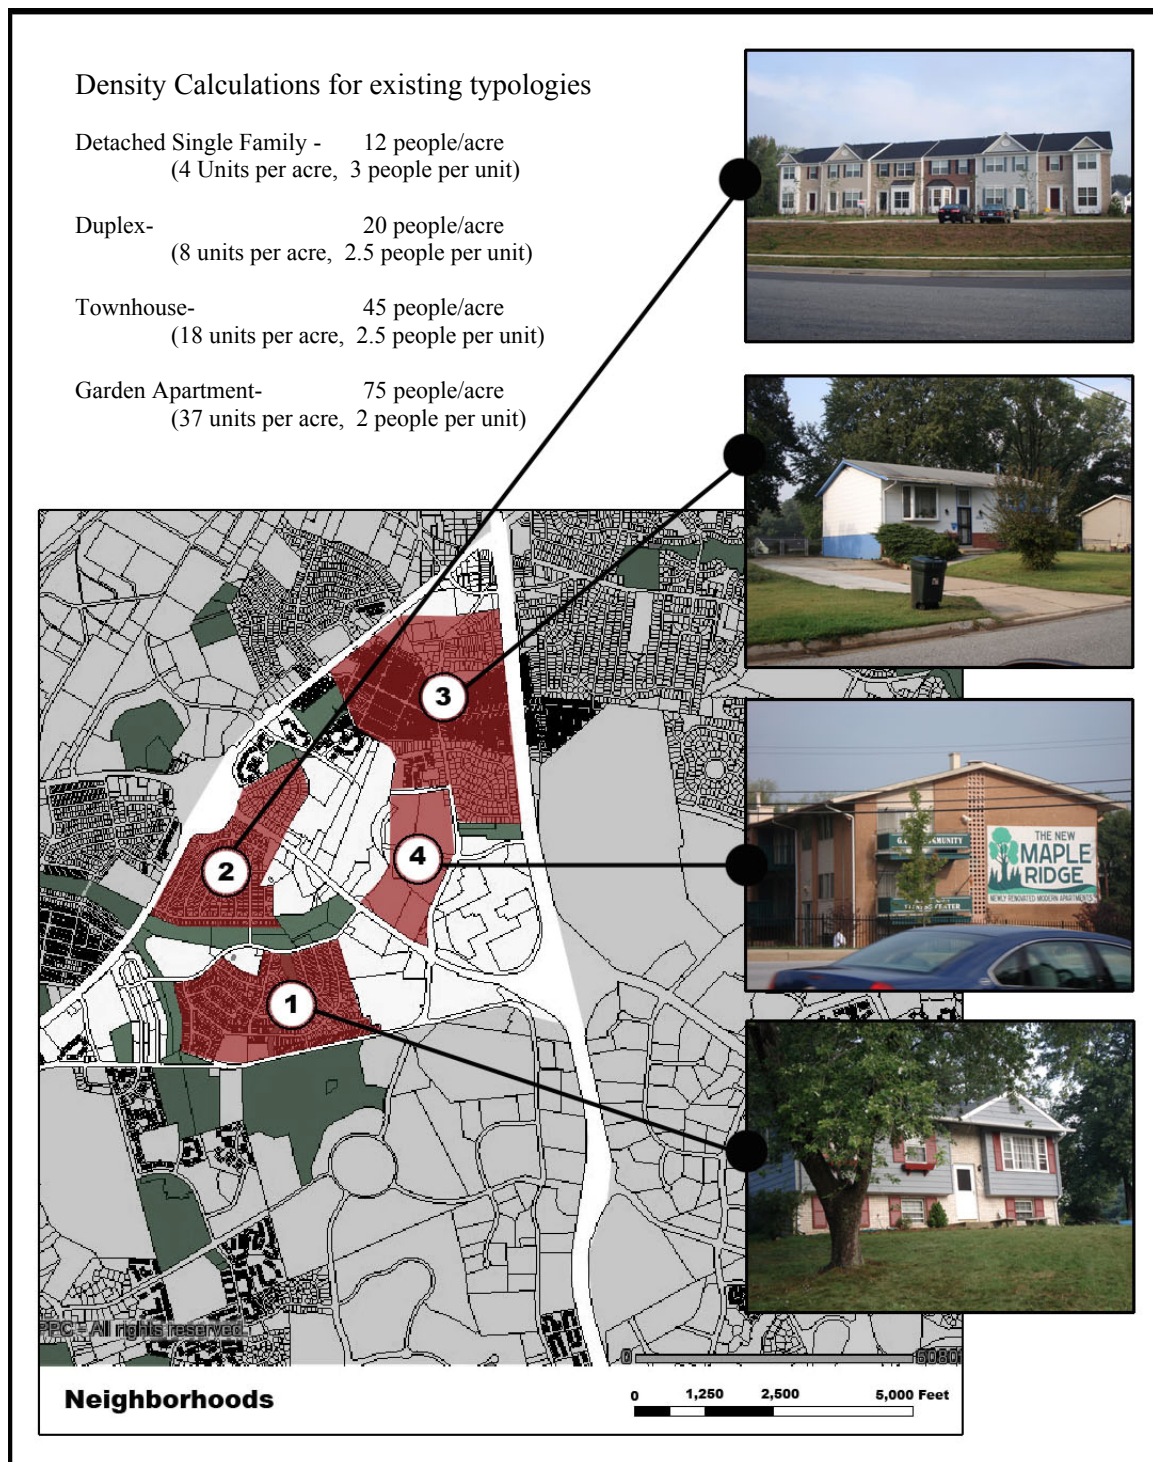 Density Calculations for existing typologies
Detached Single Family - 12 people/acre
(4 Units per acre, 3 people per unit)
Duplex- 20 people/acre
(8 units per acre, 2.5 people per unit)
Townhouse- 45 people/acre
(18 units per acre, 2.5 people per unit)
Garden Apartment- 75 people/acre
(37 units per acre, 2 people per unit)
3
2
4
1
THE NEW
MAPLE
RIDGE
NEWLY RENOVATED MODERN APARTMENTS
PPC - All rights reserved.
0 6080
Neighborhoods
0 1,250 2,500 5,000 Feet